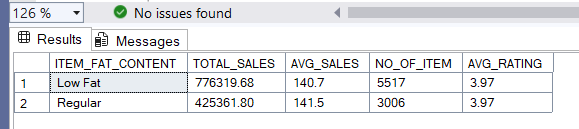 126 % No issues found
Results Messages
ITEM_FAT_CONTENT TOTAL_SALES AVG_SALES NO_OF_ITEM AVG_RATING
1 Low Fat 776319.68 140.7 5517 3.97
2 Regular 425361.80 141.5 3006 3.97